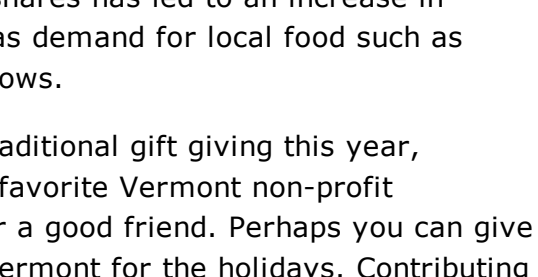 shares has led to an increase in
as demand for local food such as
ows.
aditional gift giving this year,
favorite Vermont non-profit
r a good friend. Perhaps you can give
ermont for the holidays. Contributing